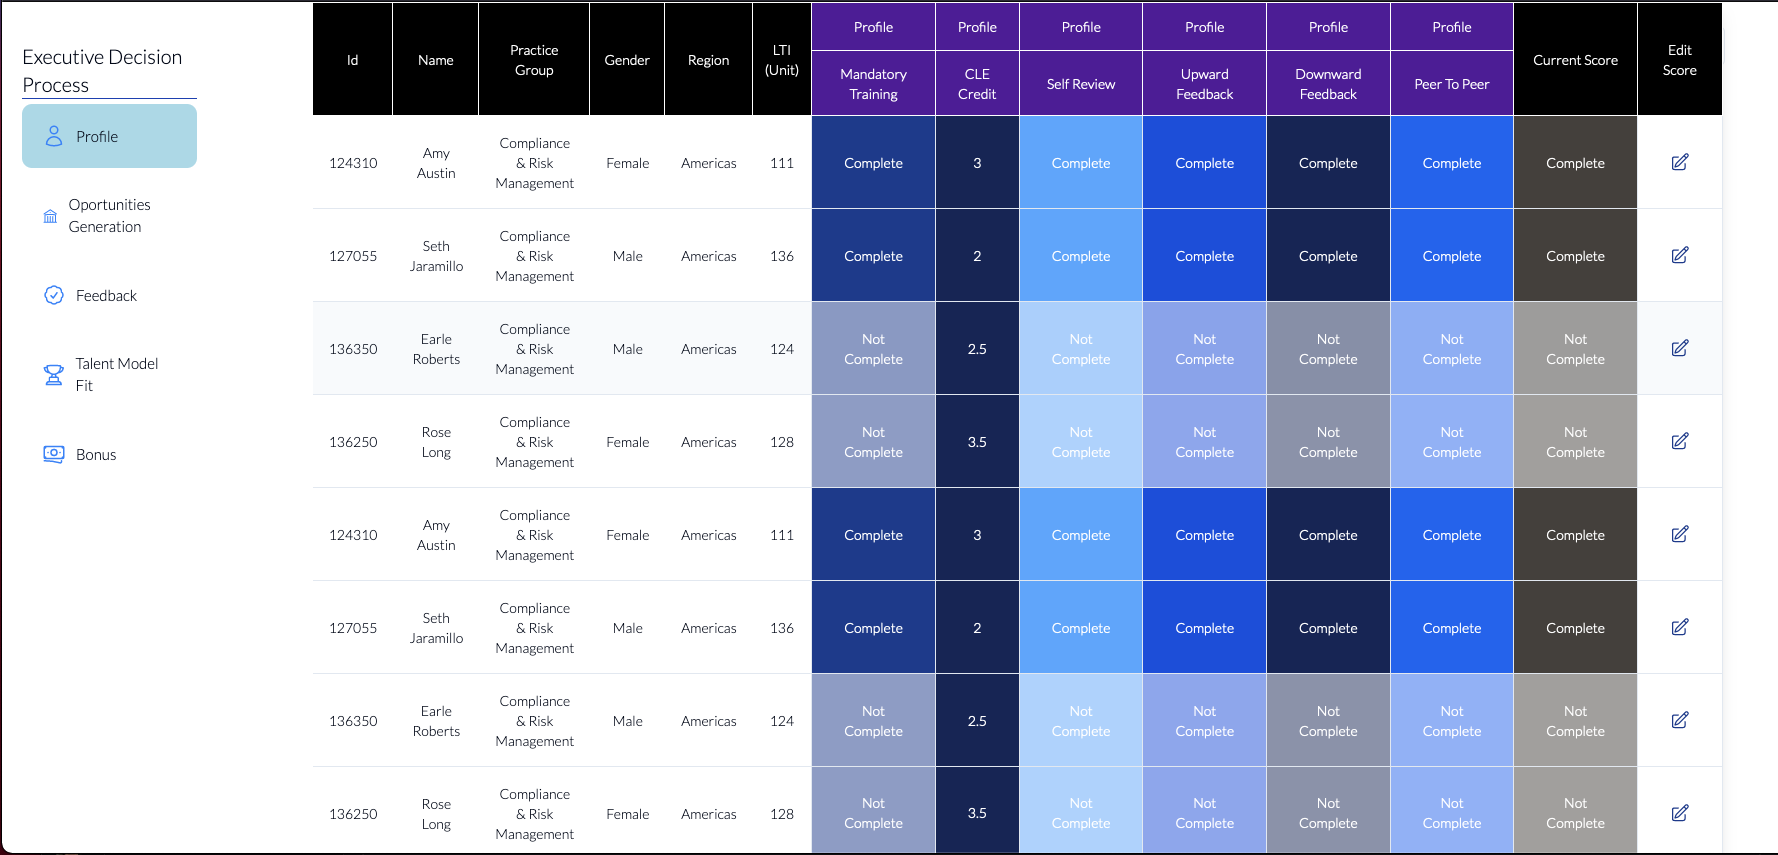 Executive Decision
Process
Profile
Oportunities
Generation
Feedback
Talent Model
Fit
Bonus
Id Name Practice Group Gender Region LTI (Unit) Profile Profile Profile Profile Profile Profile Current Score Edit Score
Mandatory Training CLE Credit Self Review Upward Feedback Downward Feedback Peer To Peer
124310 Amy Austin Compliance & Risk Management Female Americas 111 Complete 3 Complete Complete Complete Complete Complete
127055 Seth Jaramillo Compliance & Risk Management Male Americas 136 Complete 2 Complete Complete Complete Complete Complete
136350 Earle Roberts Compliance & Risk Management Male Americas 124 Not Complete 2.5 Not Complete Not Complete Not Complete Not Complete Not Complete
136250 Rose Long Compliance & Risk Management Female Americas 128 Not Complete 3.5 Not Complete Not Complete Not Complete Not Complete Not Complete
124310 Amy Austin Compliance & Risk Management Female Americas 111 Complete 3 Complete Complete Complete Complete Complete
127055 Seth Jaramillo Compliance & Risk Management Male Americas 136 Complete 2 Complete Complete Complete Complete Complete
136350 Earle Roberts Compliance & Risk Management Male Americas 124 Not Complete 2.5 Not Complete Not Complete Not Complete Not Complete Not Complete
136250 Rose Long Compliance & Risk Management Female Americas 128 Not Complete 3.5 Not Complete Not Complete Not Complete Not Complete Not Complete